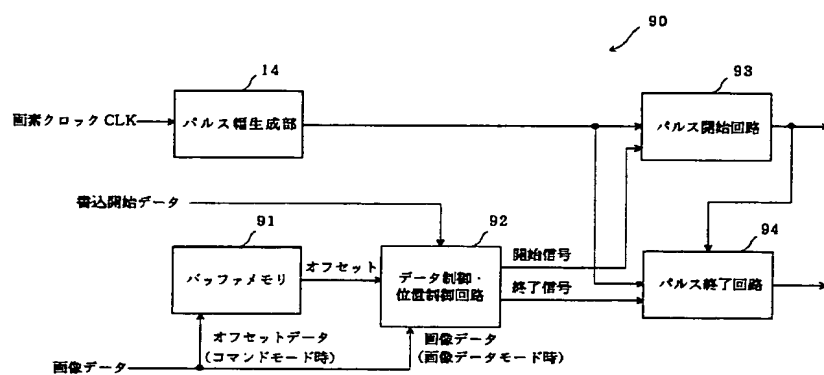 90
14
93
画素クロック CLK
パルス幅生成部
パルス開始回路
書込開始データ
91
92
94
バッファメモリ
オフセット
データ制御・
位置制御回路
開始信号
終了信号
パルス終了回路
オフセットデータ
(コマンドモード時)
画像データ
(画像データモード時)
画像データ